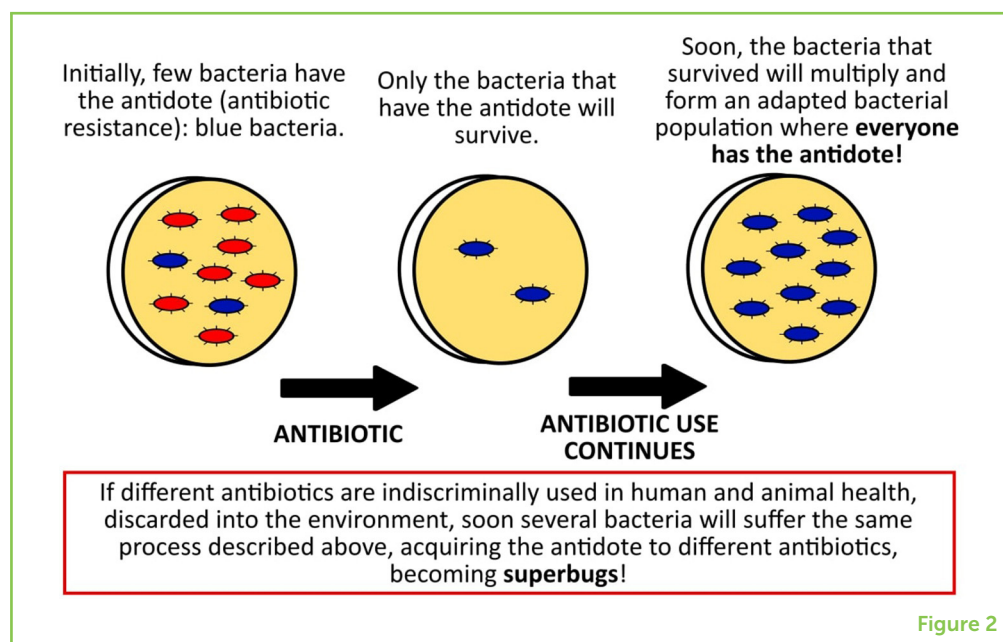 Initially, few bacteria have
the antidote (antibiotic
resistance): blue bacteria.
Only the bacteria that
have the antidote will
survive.
Soon, the bacteria that
survived will multiply and
form an adapted bacterial
population where everyone
has the antidote!
ANTIBIOTIC
ANTIBIOTIC USE
CONTINUES
If different antibiotics are indiscriminally used in human and animal health,
discarded into the environment, soon several bacteria will suffer the same
process described above, acquiring the antidote to different antibiotics,
becoming superbugs!
Figure 2